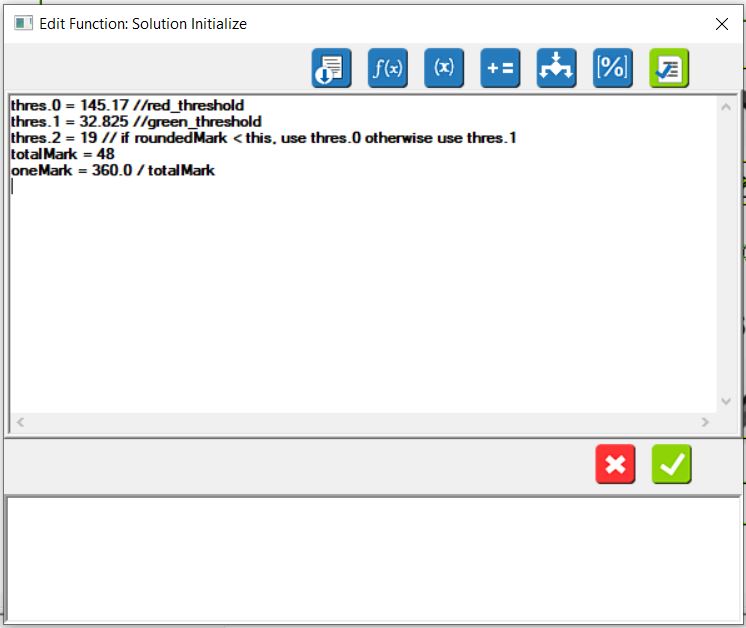 Edit Function: Solution Initialize
f(x) (x) + = [%]
thres.0 = 145.17 //red_threshold
thres.1 = 32.825 //green_threshold
thres.2 = 19 // if roundedMark < this, use thres.0 otherwise use thres.1
totalMark = 48
oneMark = 360.0 / totalMark